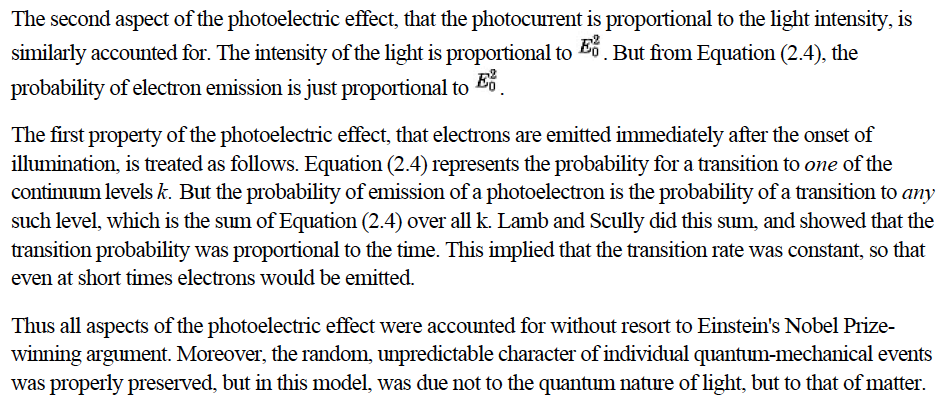 The second aspect of the photoelectric effect, that the photocurrent is proportional to the light intensity, is
similarly accounted for. The intensity of the light is proportional to E₀². But from Equation (2.4), the
probability of electron emission is just proportional to E₀².
The first property of the photoelectric effect, that electrons are emitted immediately after the onset of
illumination, is treated as follows. Equation (2.4) represents the probability for a transition to one of the
continuum levels k. But the probability of emission of a photoelectron is the probability of a transition to any
such level, which is the sum of Equation (2.4) over all k. Lamb and Scully did this sum, and showed that the
transition probability was proportional to the time. This implied that the transition rate was constant, so that
even at short times electrons would be emitted.
Thus all aspects of the photoelectric effect were accounted for without resort to Einstein's Nobel Prize-
winning argument. Moreover, the random, unpredictable character of individual quantum-mechanical events
was properly preserved, but in this model, was due not to the quantum nature of light, but to that of matter.